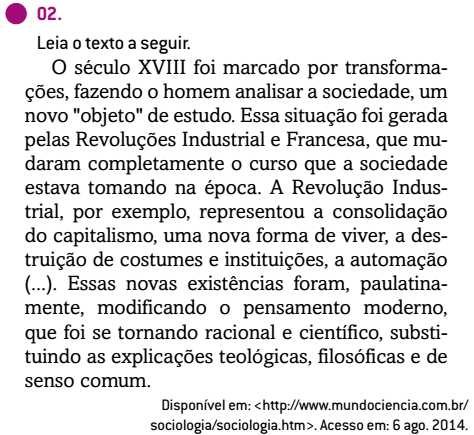 02.
Leia o texto a seguir.
O século XVIII foi marcado por transforma-
ções, fazendo o homem analisar a sociedade, um
novo "objeto" de estudo. Essa situação foi gerada
pelas Revoluções Industrial e Francesa, que mu-
daram completamente o curso que a sociedade
estava tomando na época. A Revolução Indus-
trial, por exemplo, representou a consolidação
do capitalismo, uma nova forma de viver, a des-
truição de costumes e instituições, a automação
(...). Essas novas existências foram, paulatina-
mente, modificando o pensamento moderno,
que foi se tornando racional e científico, substi-
tuindo as explicações teológicas, filosóficas e de
senso comum.
Disponível em: <http://www.mundociencia.com.br/
sociologia/sociologia.htm>. Acesso em: 6 ago. 2014.